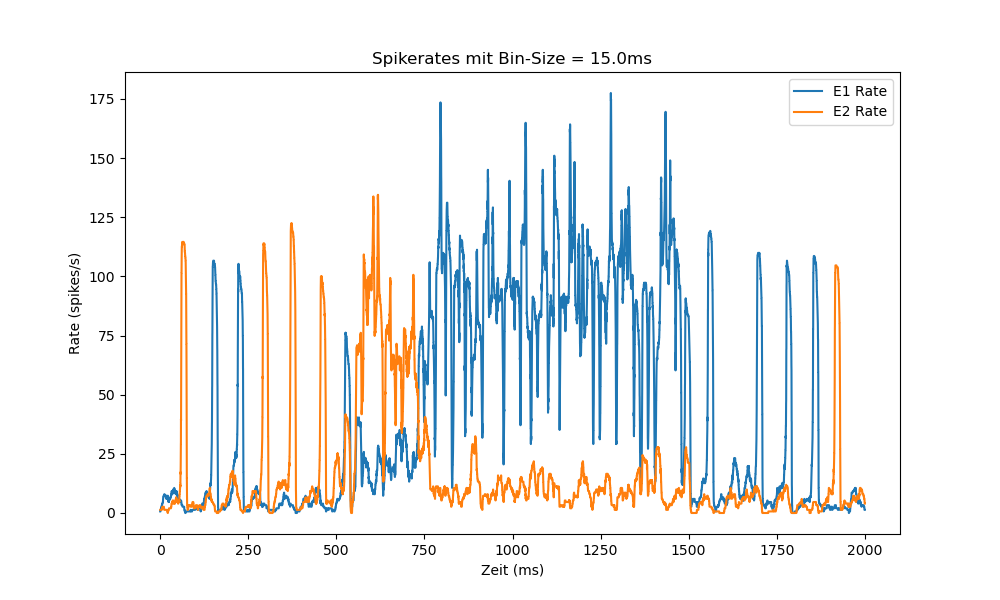 Spikerates mit Bin-Size = 15.0ms
E1 Rate
E2 Rate
Rate (spikes/s)
175
150
125
100
75
50
25
0
0 250 500 750 1000 1250 1500 1750 2000
Zeit (ms)